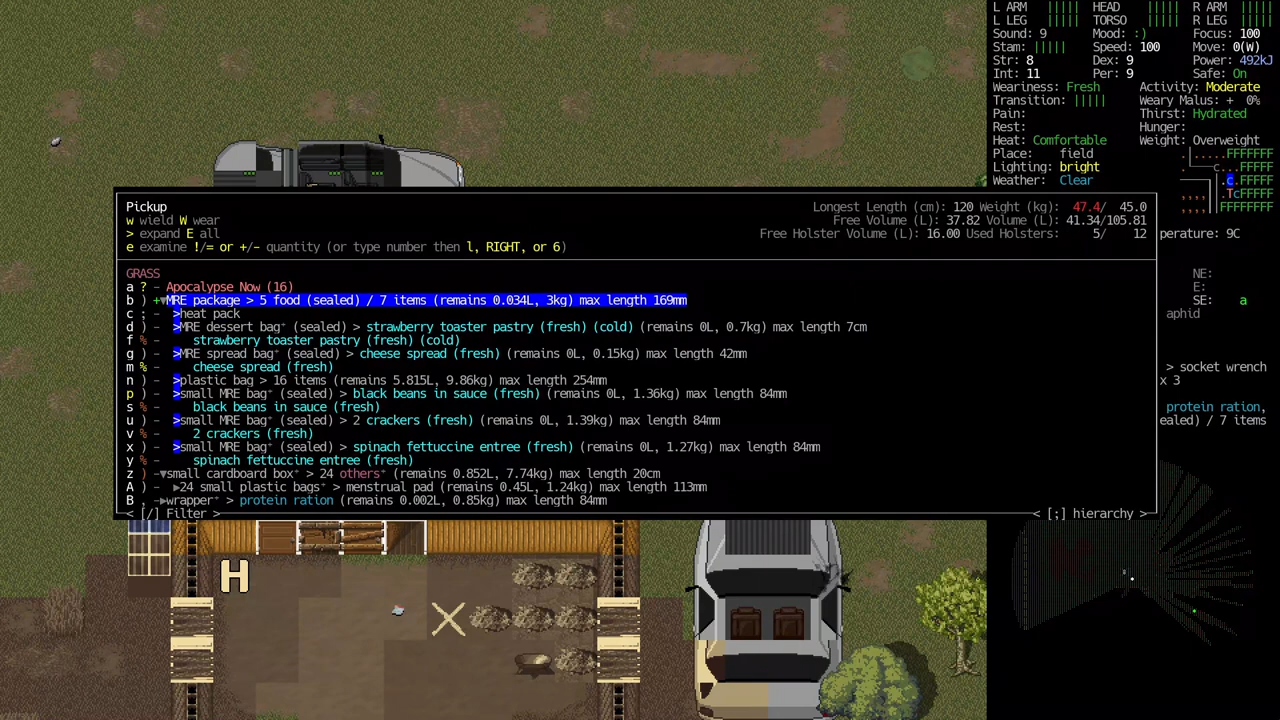 L ARM ||||| HEAD ||||| R ARM |||||
L LEG ||||| TORSO ||||| R LEG |||||
Sound: 9 Mood: :) Focus: 100
Stam: ||||| Speed: 100 Move: 0(W)
Str: 8 Dex: 9 Power: 492kJ
Int: 11 Per: 9 Safe: On
Weariness: Fresh Activity: Moderate
Transition: ||||| Weary Malus: + 0%
Pain: Thirst: Hydrated
Rest: Hunger:
Heat: Comfortable Weight: Overweight
Place: field .|.....FFFFFFF
Lighting: bright c...FFFFFF
Weather: Clear .c.FFFFF
,,,,||.TcFFFFF
,,,,||FFFFFFFF
Pickup
w wield W wear
> expand E all
e examine !/= or +/- quantity (or type number then l, RIGHT, or 6)
Longest Length (cm): 120 Weight (kg): 47.4/ 45.0
Free Volume (L): 37.82 Volume (L): 41.34/105.81
Free Holster Volume (L): 16.00 Used Holsters: 5/ 12
perature: 9C
GRASS
a ? - Apocalypse Now (16)
b ) +▼MRE package > 5 food (sealed) / 7 items (remains 0.034L, 3kg) max length 169mm
c ; - >heat pack
d ) - >MRE dessert bag⁺ (sealed) > strawberry toaster pastry (fresh) (cold) (remains 0L, 0.7kg) max length 7cm
f % - strawberry toaster pastry (fresh) (cold)
g ) - >MRE spread bag⁺ (sealed) > cheese spread (fresh) (remains 0L, 0.15kg) max length 42mm
m % - cheese spread (fresh)
n ) - >plastic bag > 16 items (remains 5.815L, 9.86kg) max length 254mm
p ) - >small MRE bag⁺ (sealed) > black beans in sauce (fresh) (remains 0L, 1.36kg) max length 84mm
s % - black beans in sauce (fresh)
u ) - >small MRE bag⁺ (sealed) > 2 crackers (fresh) (remains 0L, 1.39kg) max length 84mm
v % - 2 crackers (fresh)
x ) - >small MRE bag⁺ (sealed) > spinach fettuccine entree (fresh) (remains 0L, 1.27kg) max length 84mm
y % - spinach fettuccine entree (fresh)
z ) -▼small cardboard box⁺ > 24 others⁺ (remains 0.852L, 7.74kg) max length 20cm
A ) - ▶24 small plastic bags⁺ > menstrual pad (remains 0.45L, 1.24kg) max length 113mm
B , -▶wrapper⁺ > protein ration (remains 0.002L, 0.85kg) max length 84mm
< [/] Filter > < [;] hierarchy >
NE:
E:
SE: a
aphid
> socket wrench
x 3
protein ration,
ealed) / 7 items
H